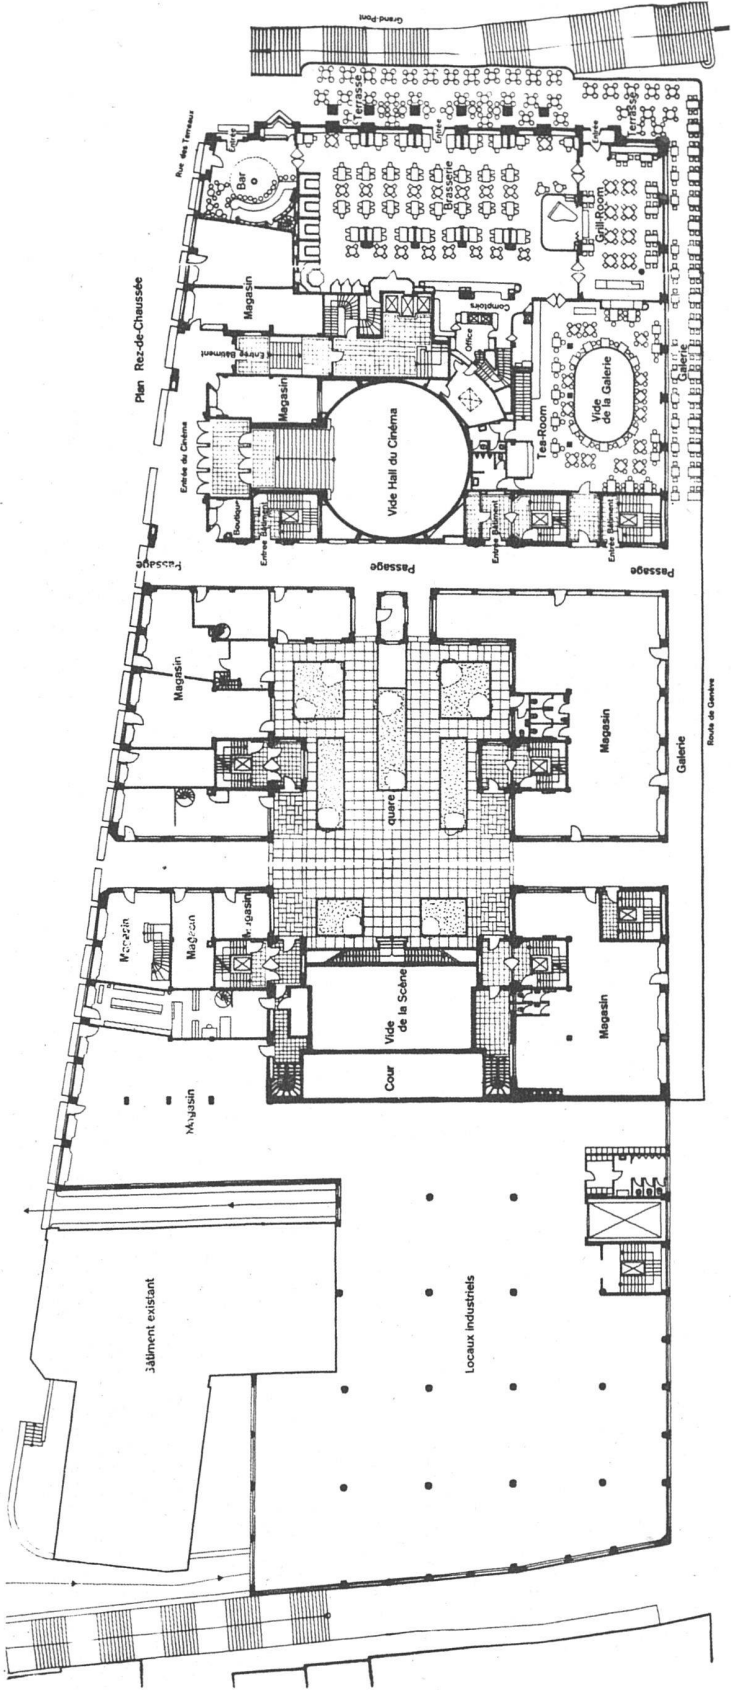 Plan Rez-de-Chaussée
Grand-Pont
Rue des Terreaux
Entrée
Terrasse
Entrée
Entrée
Terrasse
Bar
Brasserie
Grill-Room
Magasin
Comptoirs
Office
Entrée Bâtiment
Galerie
Vide
de la Galerie
Tea-Room
Magasin
Entrée du Cinéma
Vide Hall du Cinéma
Boutique
Entrée Bâtiment
Entrée Bâtiment
Entrée Bâtiment
Passage
Passage
Passage
Magasin
Magasin
Galerie
Route de Genève
quare
Magasin
Magasin
Magasin
Vide
de la Scène
Magasin
Cour
Magasin
Bâtiment existant
Locaux industriels